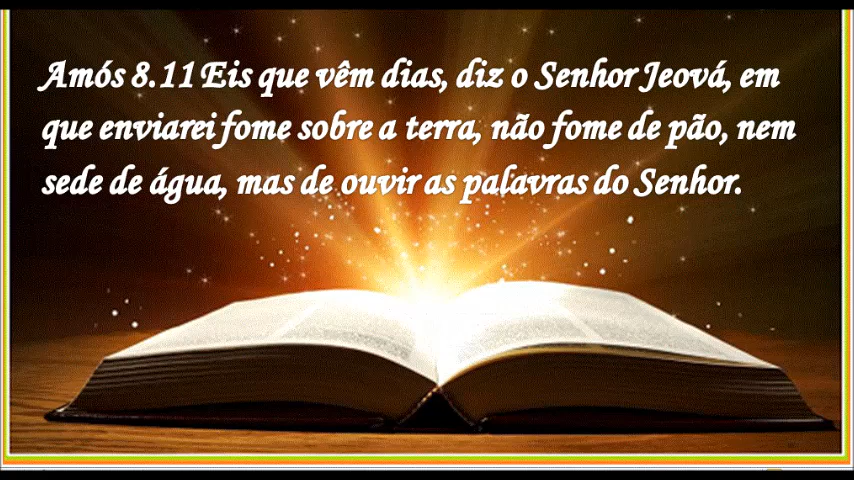 Amós 8.11 Eis que vêm dias, diz o Senhor Jeová, em
que enviarei fome sobre a terra, não fome de pão, nem
sede de água, mas de ouvir as palavras do Senhor.